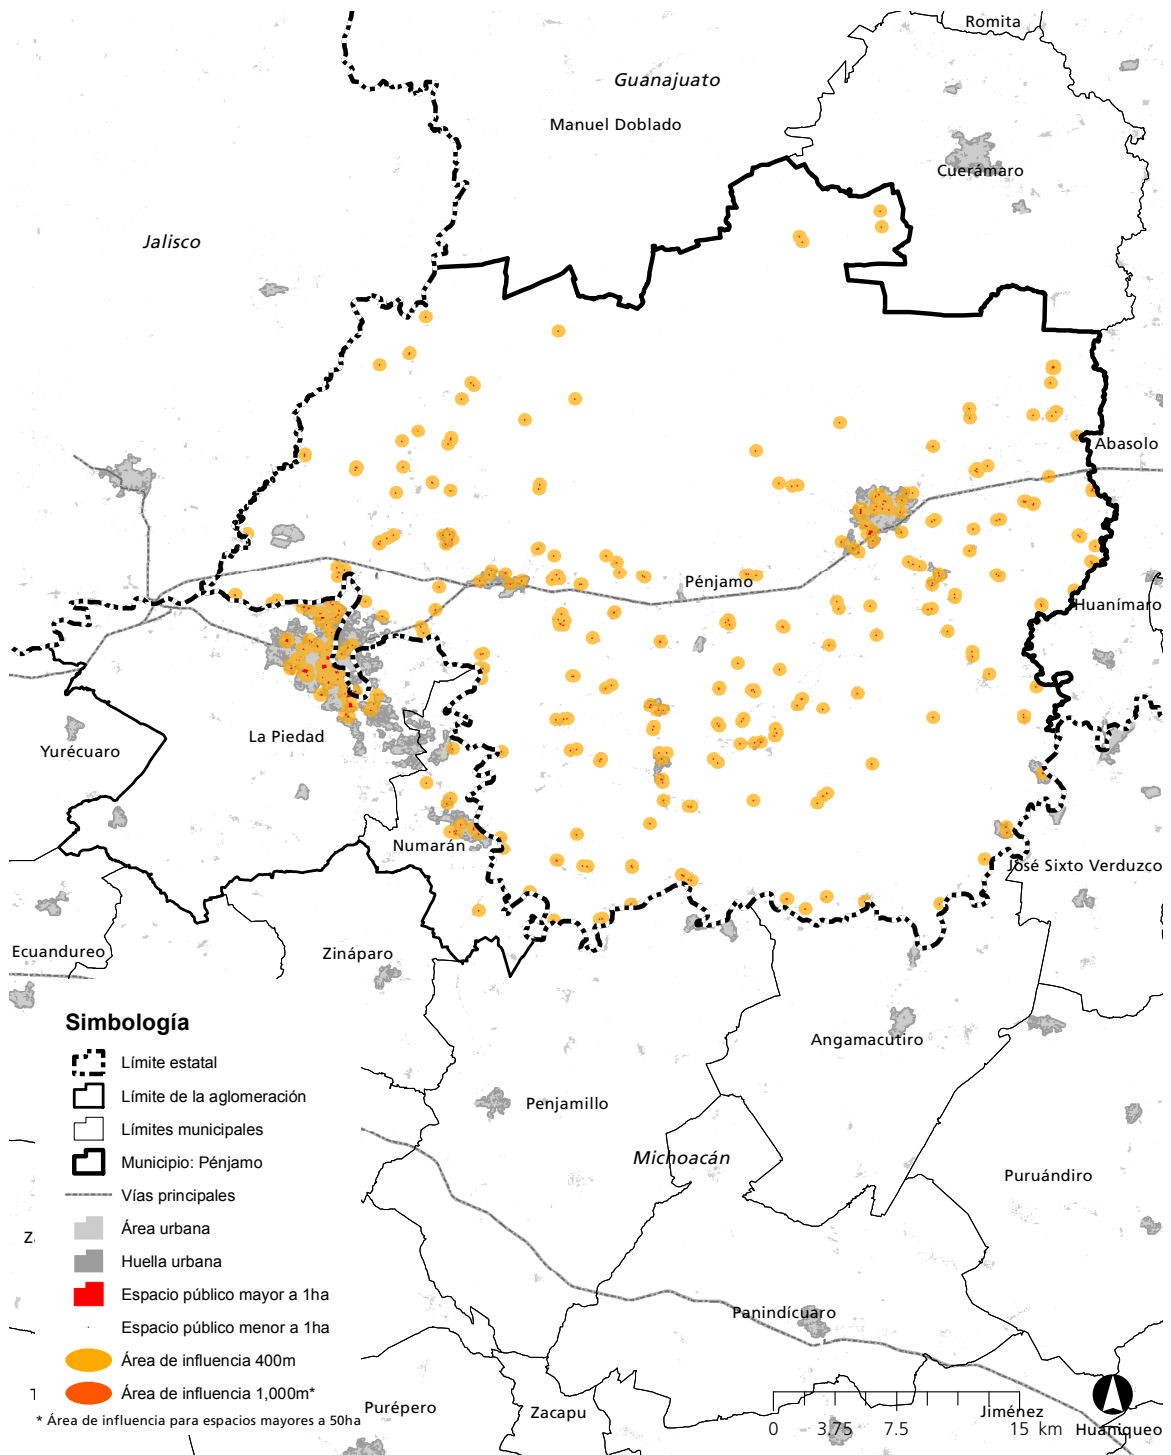 Romita
Guanajuato
Manuel Doblado
Cuerámaro
Jalisco
Abasolo
Pénjamo
Huanímaro
La Piedad
Yurécuaro
Numarán
José Sixto Verduzco
Ecuandureo
Zináparo
Angamacutiro
Penjamillo
Michoacán
Puruándiro
Panindícuaro
Purépero
Zacapu
Jiménez
Huaniqueo
Simbología
Límite estatal
Límite de la aglomeración
Límites municipales
Municipio: Pénjamo
Vías principales
Área urbana
Huella urbana
Espacio público mayor a 1ha
Espacio público menor a 1ha
Área de influencia 400m
Área de influencia 1,000m*
* Área de influencia para espacios mayores a 50ha
0 3.75 7.5 15 km